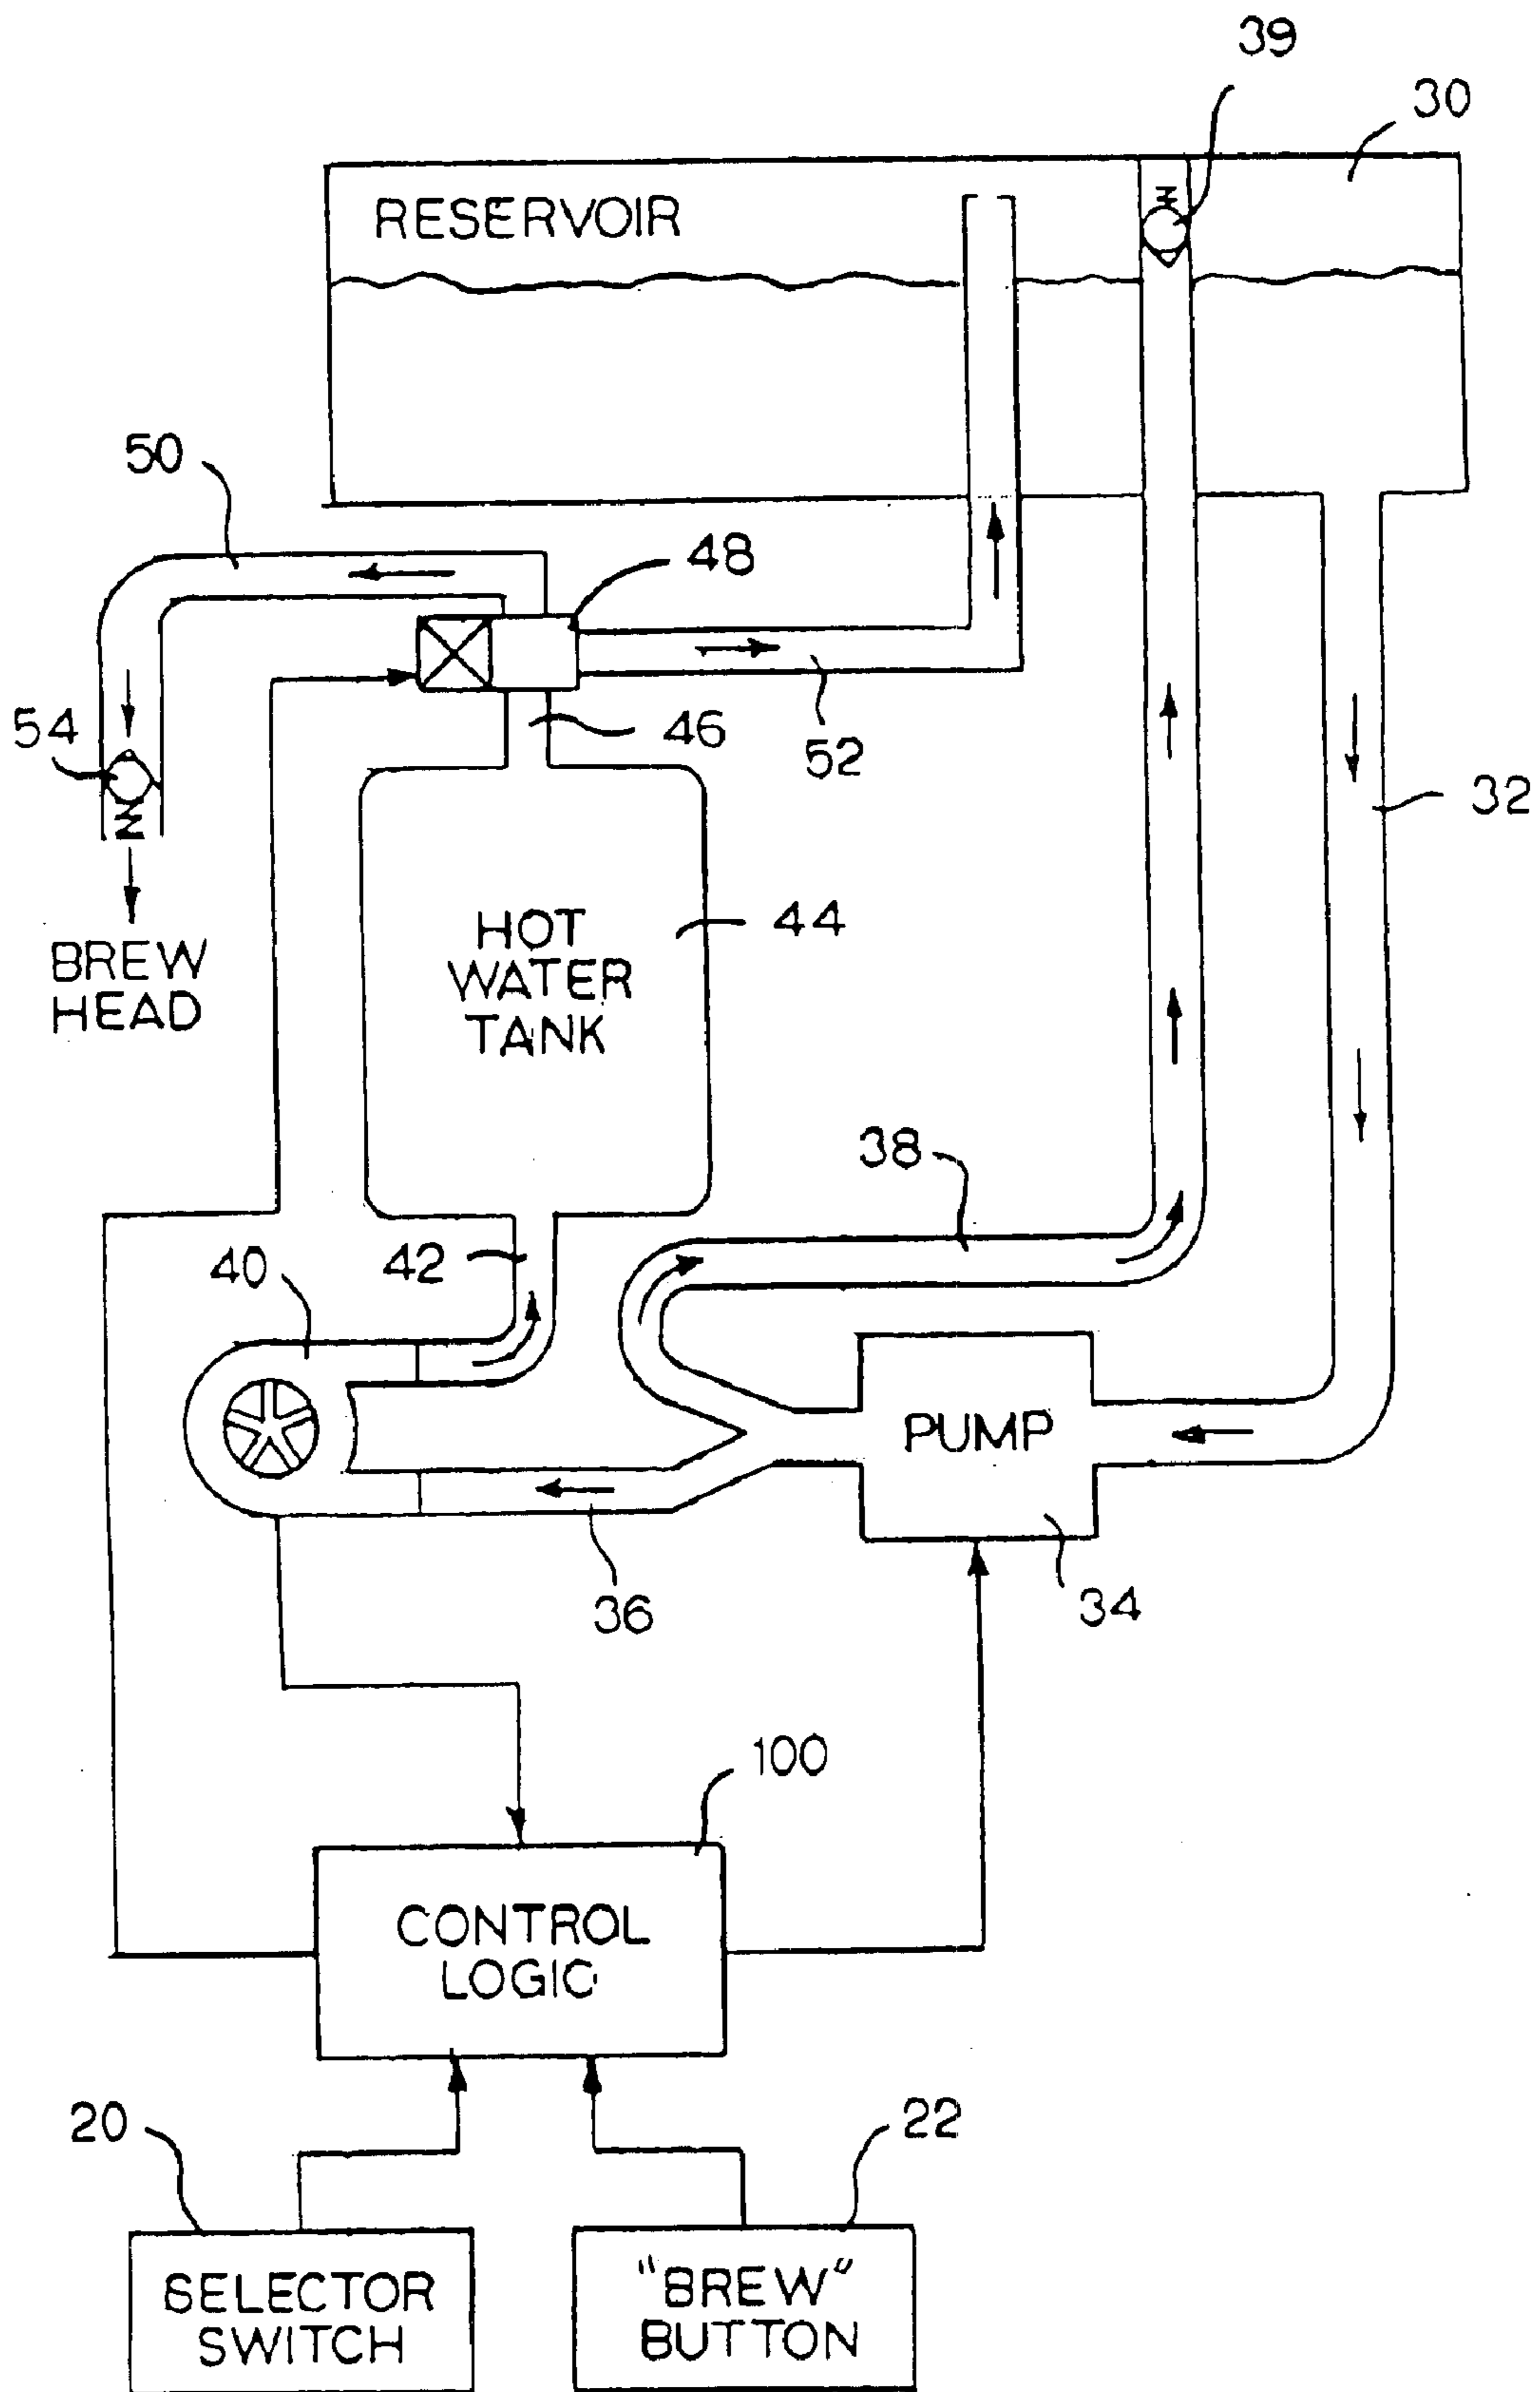 39
30
RESERVOIR
50
48
54
46
52
32
HOT
WATER
TANK
44
BREW
HEAD
38
40
42
PUMP
36
34
100
CONTROL
LOGIC
20
22
SELECTOR
SWITCH
"BREW"
BUTTON